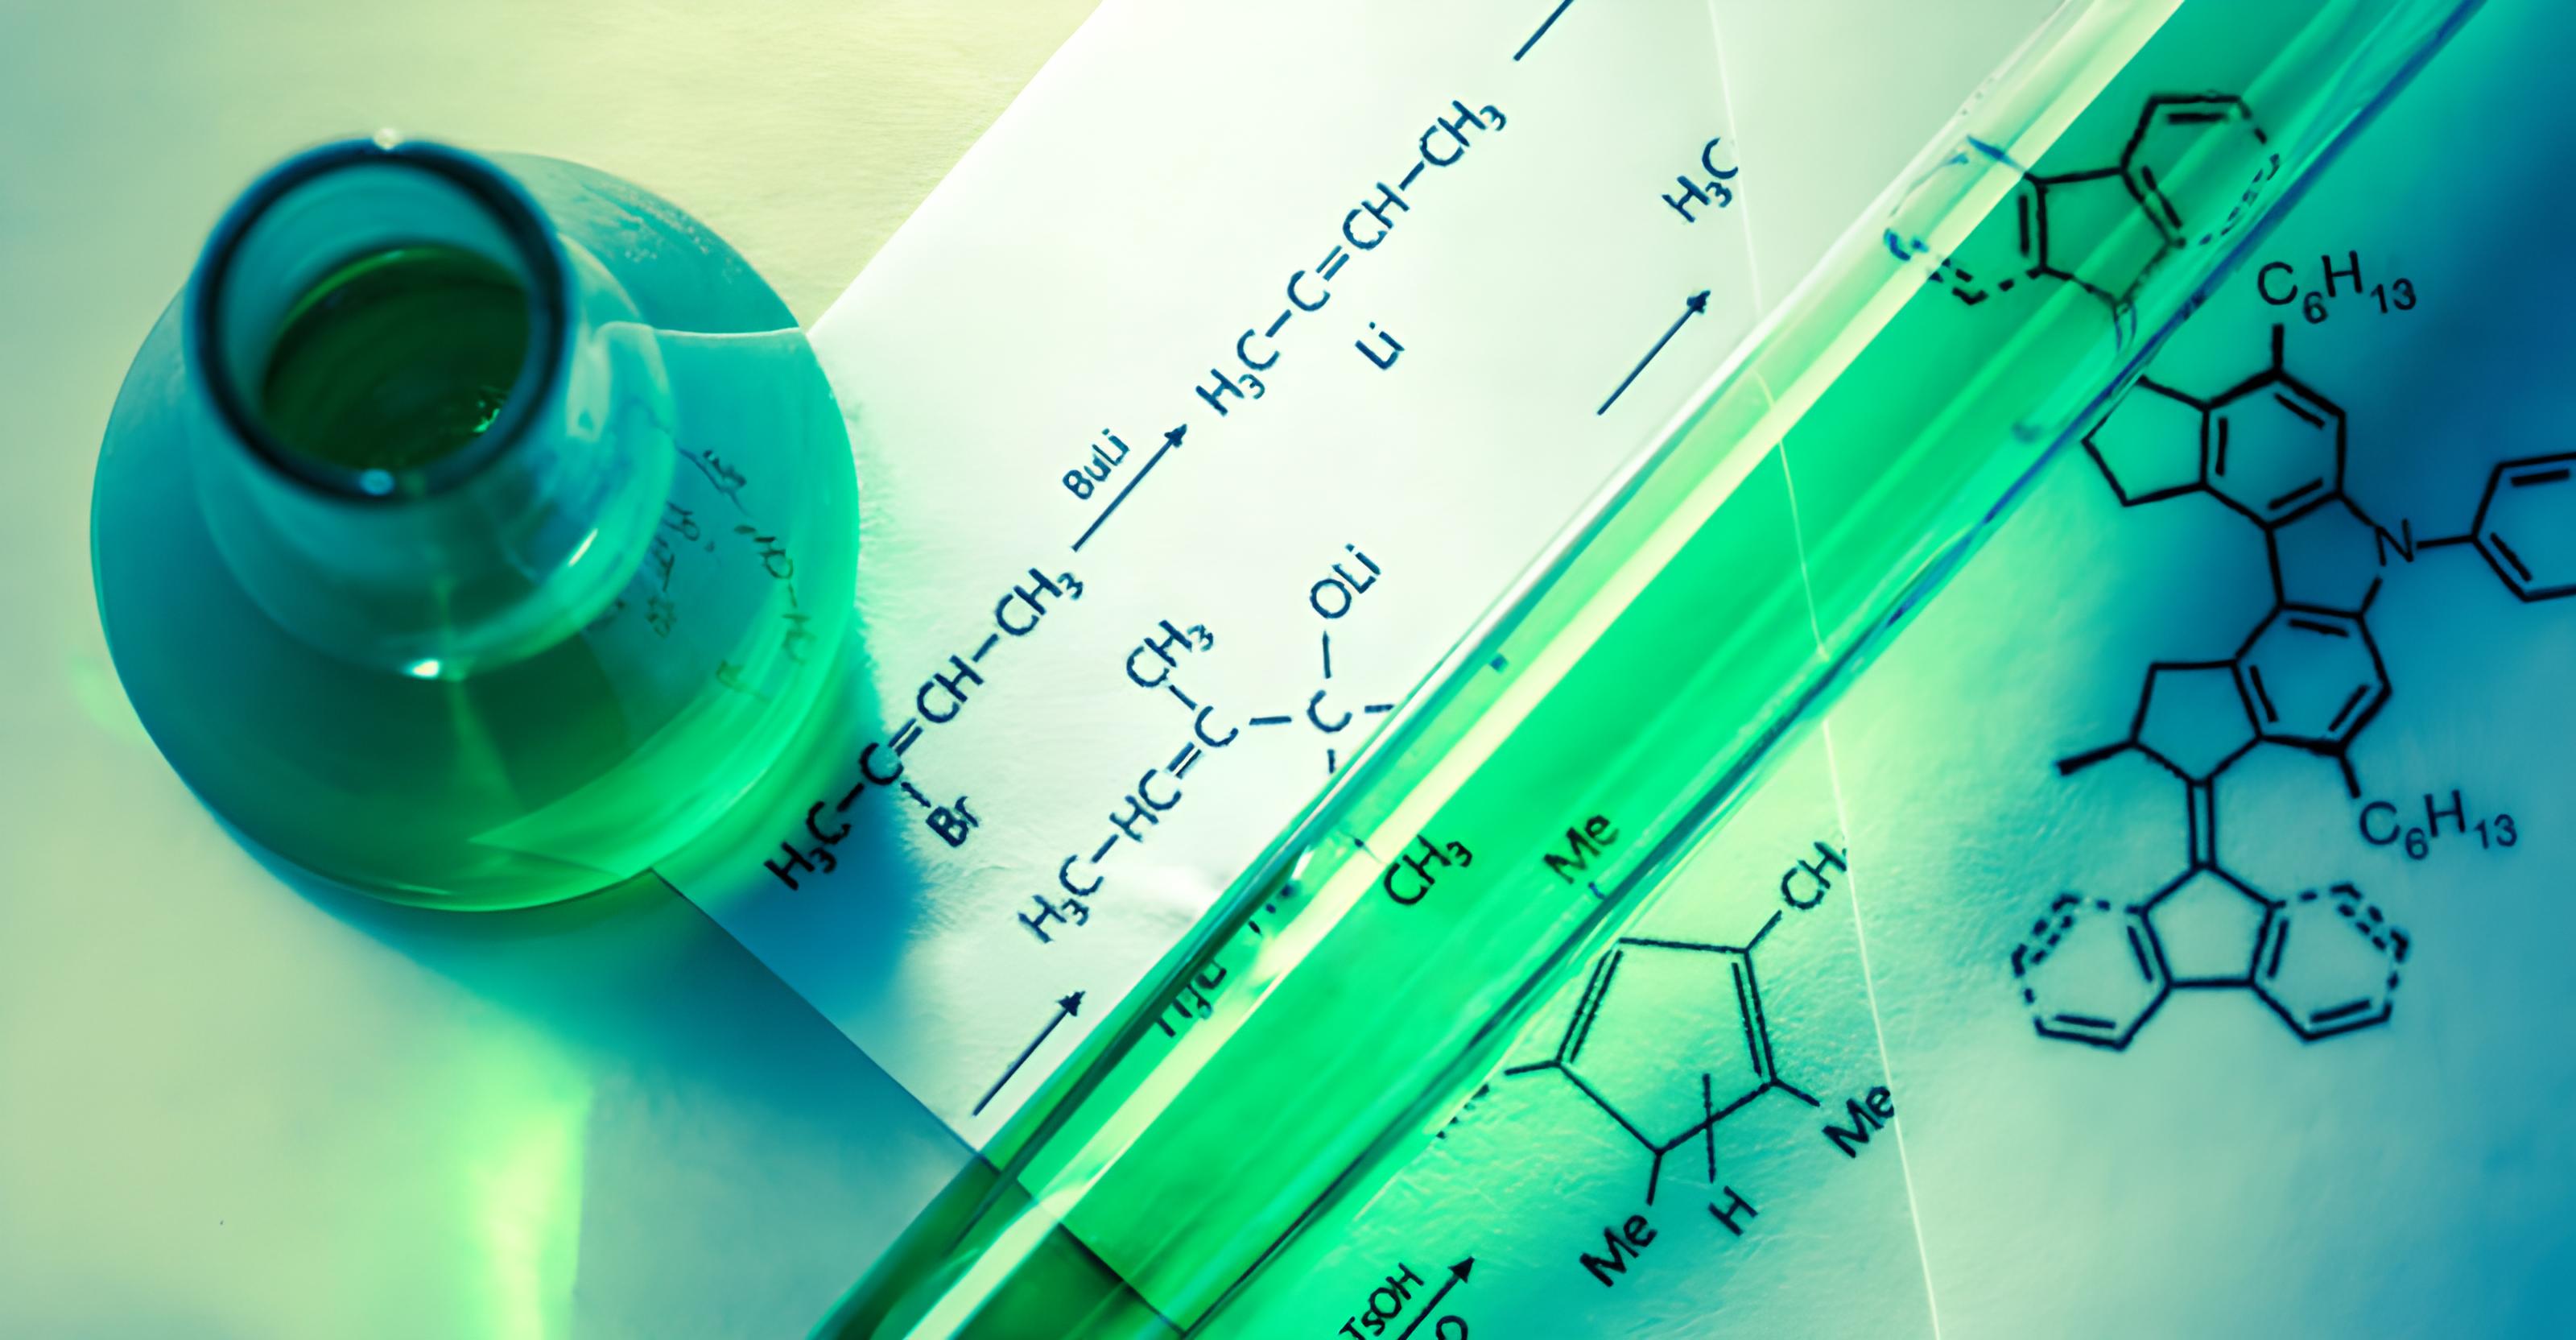 H₃C–C=CH–CH₃
Br
BuLi
H₃C–C=CH–CH₃
Li
H₃C
H₃C–HC=C–C–
CH₃
OLi
CH₃
Me
CH
Me
Me
H
TsOH
O
C₆H₁₃
N
C₆H₁₃